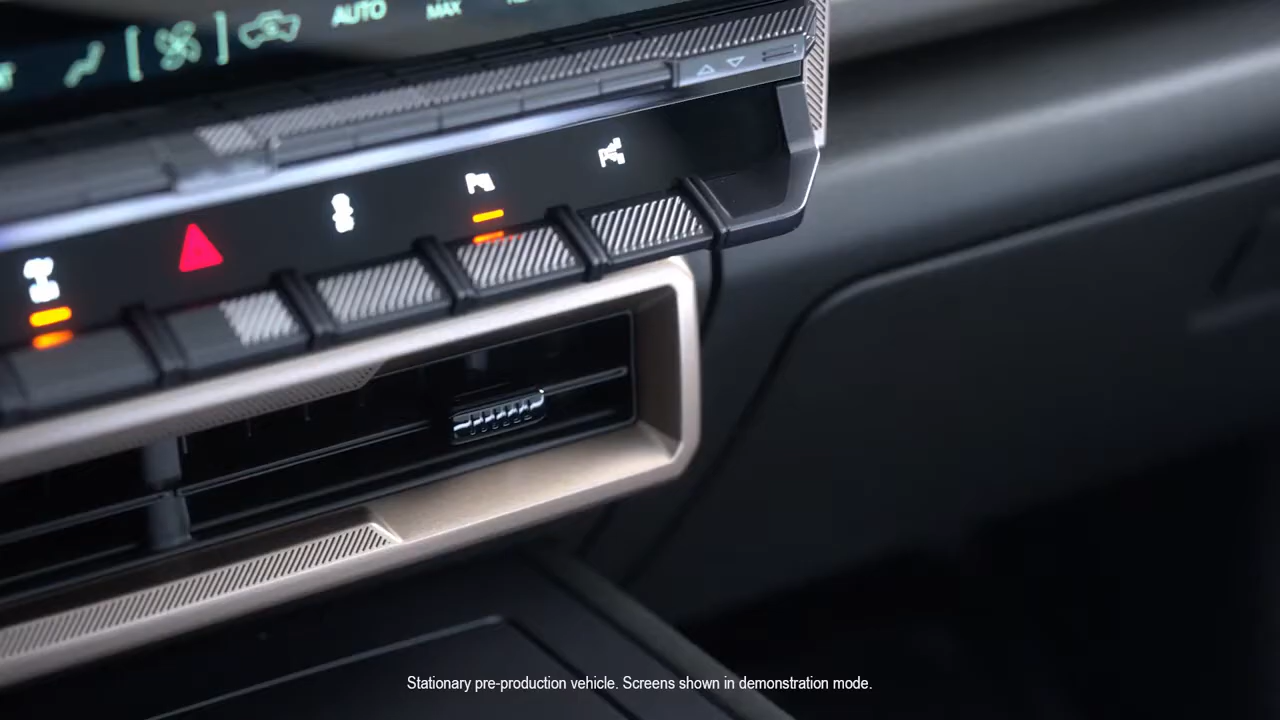 AUTO
MAX
Stationary pre-production vehicle. Screens shown in demonstration mode.